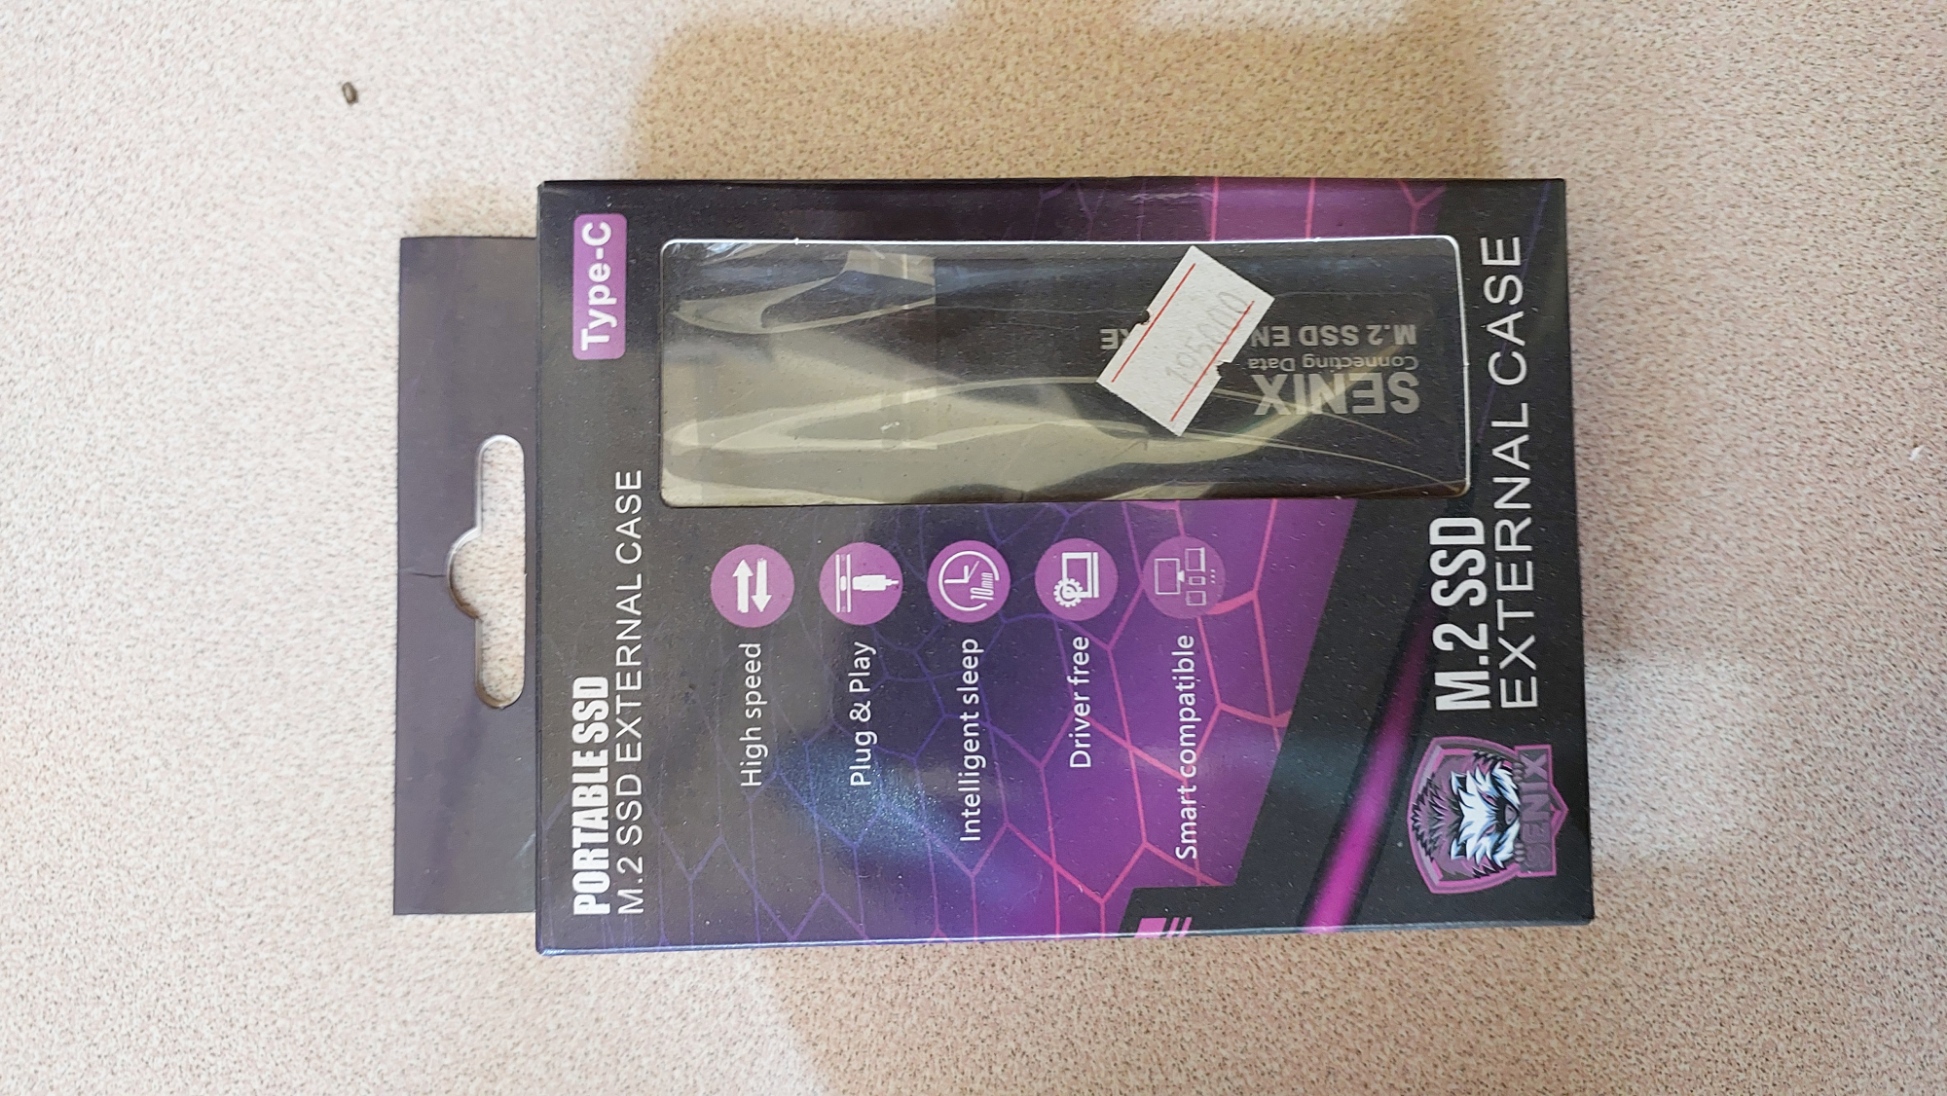 PORTABLE SSD
M.2 SSD EXTERNAL CASE
Type-C
High speed
Plug & Play
Intelligent sleep
10min
Driver free
Smart compatible
195000
SENIX
Connecting Data
M.2 SSD
SENIX
M.2 SSD
EXTERNAL CASE